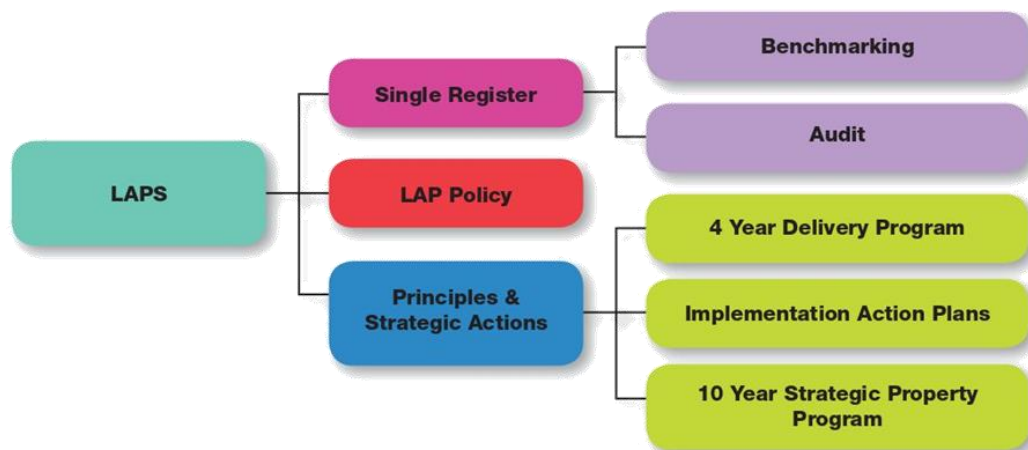 LAPS
Single Register
LAP Policy
Principles &
Strategic Actions
Benchmarking
Audit
4 Year Delivery Program
Implementation Action Plans
10 Year Strategic Property
Program